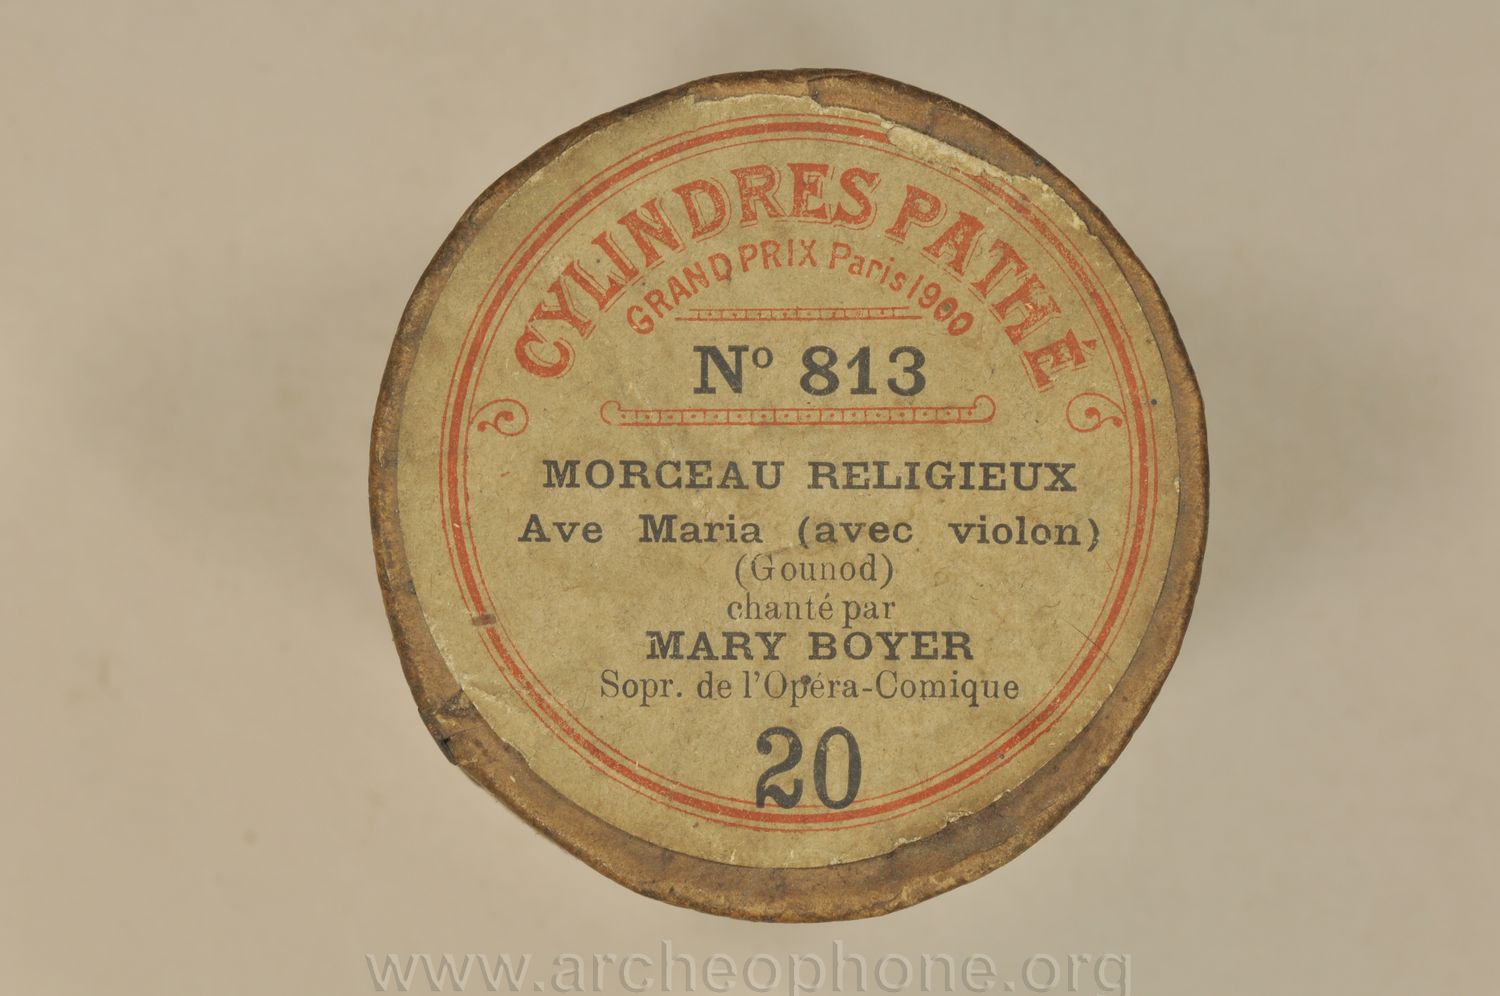 CYLINDRES PATHÉ
GRAND PRIX Paris 1900
Nº 813
MORCEAU RELIGIEUX
Ave Maria (avec violon)
(Gounod)
chanté par
MARY BOYER
Sopr. de l'Opéra-Comique
20
www.archeophone.org